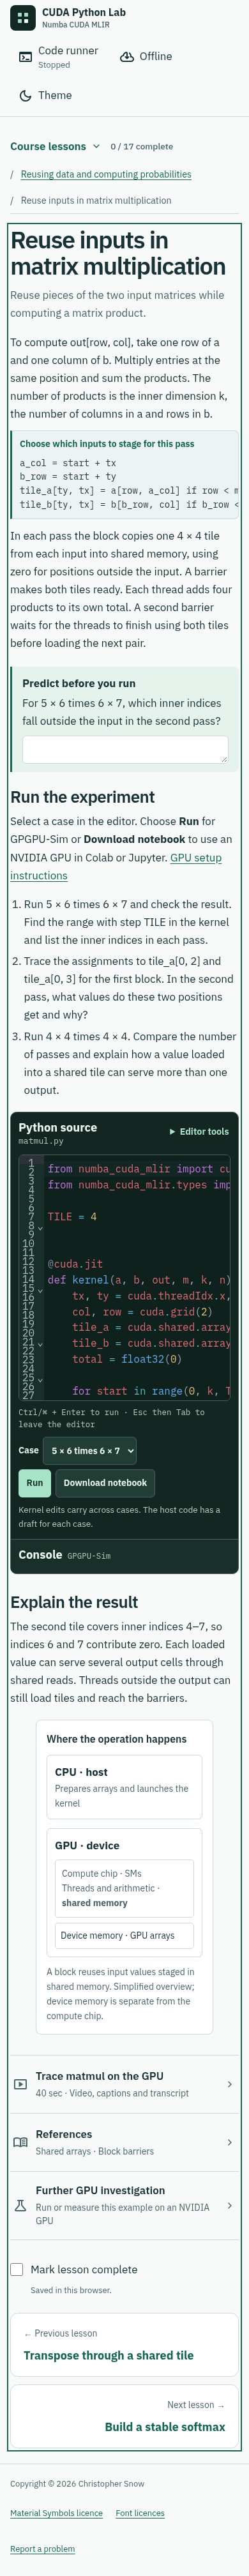 CUDA Python Lab
Numba CUDA MLIR
Code runner
Stopped
Offline
Theme
Course lessons
0 / 17 complete
/ Reusing data and computing probabilities
/ Reuse inputs in matrix multiplication
Reuse inputs in
matrix multiplication
Reuse pieces of the two input matrices while
computing a matrix product.
To compute out[row, col], take one row of a
and one column of b. Multiply entries at the
same position and sum the products. The
number of products is the inner dimension k,
the number of columns in a and rows in b.
Choose which inputs to stage for this pass
a_col = start + tx
b_row = start + ty
tile_a[ty, tx] = a[row, a_col] if row < m
tile_b[ty, tx] = b[b_row, col] if b_row <
In each pass the block copies one 4 × 4 tile
from each input into shared memory, using
zero for positions outside the input. A barrier
makes both tiles ready. Each thread adds four
products to its own total. A second barrier
waits for the threads to finish using both tiles
before loading the next pair.
Predict before you run
For 5 × 6 times 6 × 7, which inner indices
fall outside the input in the second pass?
Run the experiment
Select a case in the editor. Choose Run for
GPGPU-Sim or Download notebook to use an
NVIDIA GPU in Colab or Jupyter. GPU setup
instructions
1. Run 5 × 6 times 6 × 7 and check the result.
Find the range with step TILE in the kernel
and list the inner indices in each pass.
2. Trace the assignments to tile_a[0, 2] and
tile_a[0, 3] for the first block. In the second
pass, what values do these two positions
get and why?
3. Run 4 × 4 times 4 × 4. Compare the number
of passes and explain how a value loaded
into a shared tile can serve more than one
output.
Python source
matmul.py
Editor tools
1
2
3
4
5
6
7
8
9
10
11
12
13
14
15
16
17
18
19
20
21
22
23
24
25
26
27
from numba_cuda_mlir import cu
from numba_cuda_mlir.types imp
TILE = 4
@cuda.jit
def kernel(a, b, out, m, k, n)
tx, ty = cuda.threadIdx.x,
col, row = cuda.grid(2)
tile_a = cuda.shared.array
tile_b = cuda.shared.array
total = float32(0)
for start in range(0, k, T
Ctrl/⌘ + Enter to run · Esc then Tab to
leave the editor
Case 5 × 6 times 6 × 7
Run
Download notebook
Kernel edits carry across cases. The host code has a
draft for each case.
Console GPGPU-Sim
Explain the result
The second tile covers inner indices 4–7, so
indices 6 and 7 contribute zero. Each loaded
value can serve several output cells through
shared reads. Threads outside the output can
still load tiles and reach the barriers.
Where the operation happens
CPU · host
Prepares arrays and launches the
kernel
GPU · device
Compute chip · SMs
Threads and arithmetic ·
shared memory
Device memory · GPU arrays
A block reuses input values staged in
shared memory. Simplified overview;
device memory is separate from the
compute chip.
Trace matmul on the GPU
40 sec · Video, captions and transcript
References
Shared arrays · Block barriers
Further GPU investigation
Run or measure this example on an NVIDIA
GPU
Mark lesson complete
Saved in this browser.
← Previous lesson
Transpose through a shared tile
Next lesson →
Build a stable softmax
Copyright © 2026 Christopher Snow
Material Symbols licence
Font licences
Report a problem